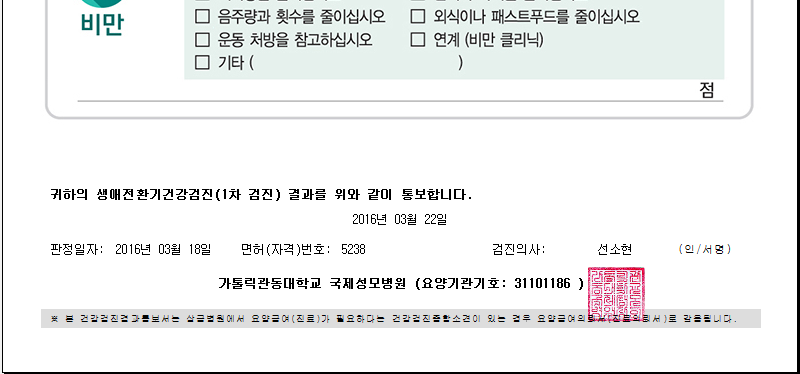 비만
□ 음주량과 횟수를 줄이십시오 □ 외식이나 패스트푸드를 줄이십시오
□ 운동 처방을 참고하십시오 □ 연계 (비만 클리닉)
□ 기타 ( )
점
귀하의 생애전환기건강검진(1차 검진) 결과를 위와 같이 통보합니다.
2016년 03월 22일
판정일자: 2016년 03월 18일 면허(자격)번호: 5238 검진의사: 선소현 (인/서명)
가톨릭관동대학교 국제성모병원 (요양기관기호: 31101186 )
※ 본 건강검진결과통보서는 상급병원에서 요양급여(진료)가 필요하다는 건강검진종합소견이 있는 경우 요양급여의뢰서(진료의뢰서)로 갈음됩니다.